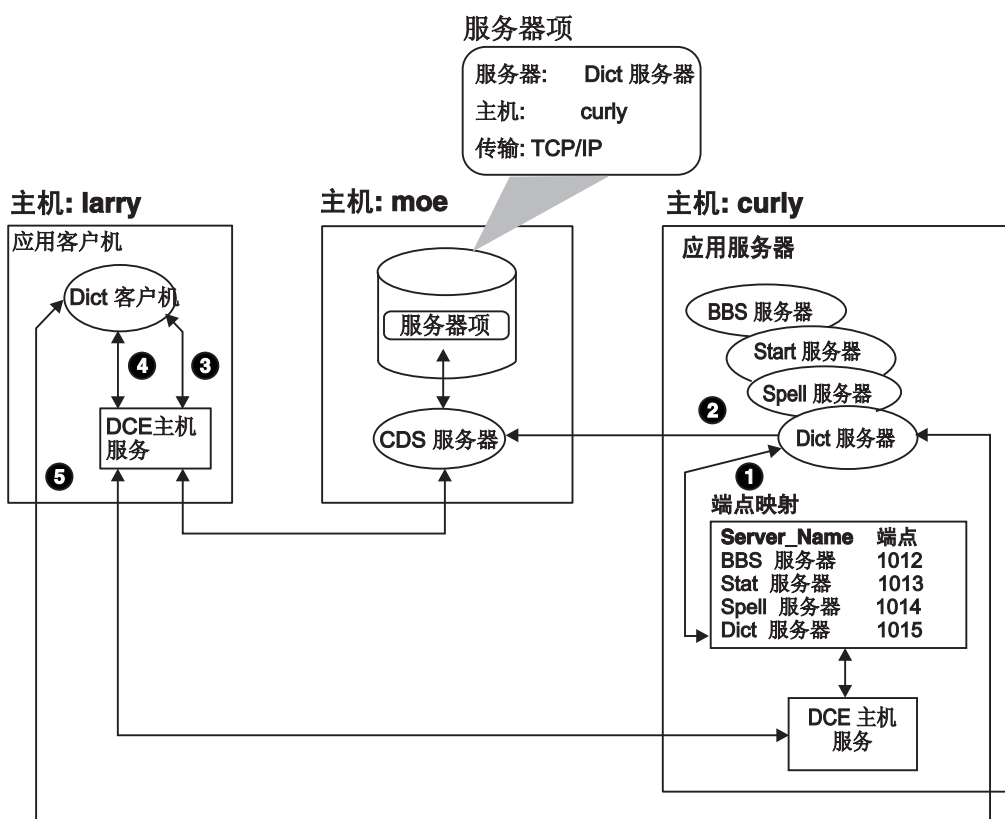 服务器项
服务器: Dict 服务器
主机: curly
传输: TCP/IP
主机: larry
应用客户机
Dict 客户机
4
3
DCE主机
服务
5
主机: moe
服务器项
CDS 服务器
主机: curly
应用服务器
BBS 服务器
Start 服务器
Spell 服务器
Dict 服务器
2
1
端点映射
Server_Name 端点
BBS 服务器 1012
Stat 服务器 1013
Spell 服务器 1014
Dict 服务器 1015
DCE 主机
服务